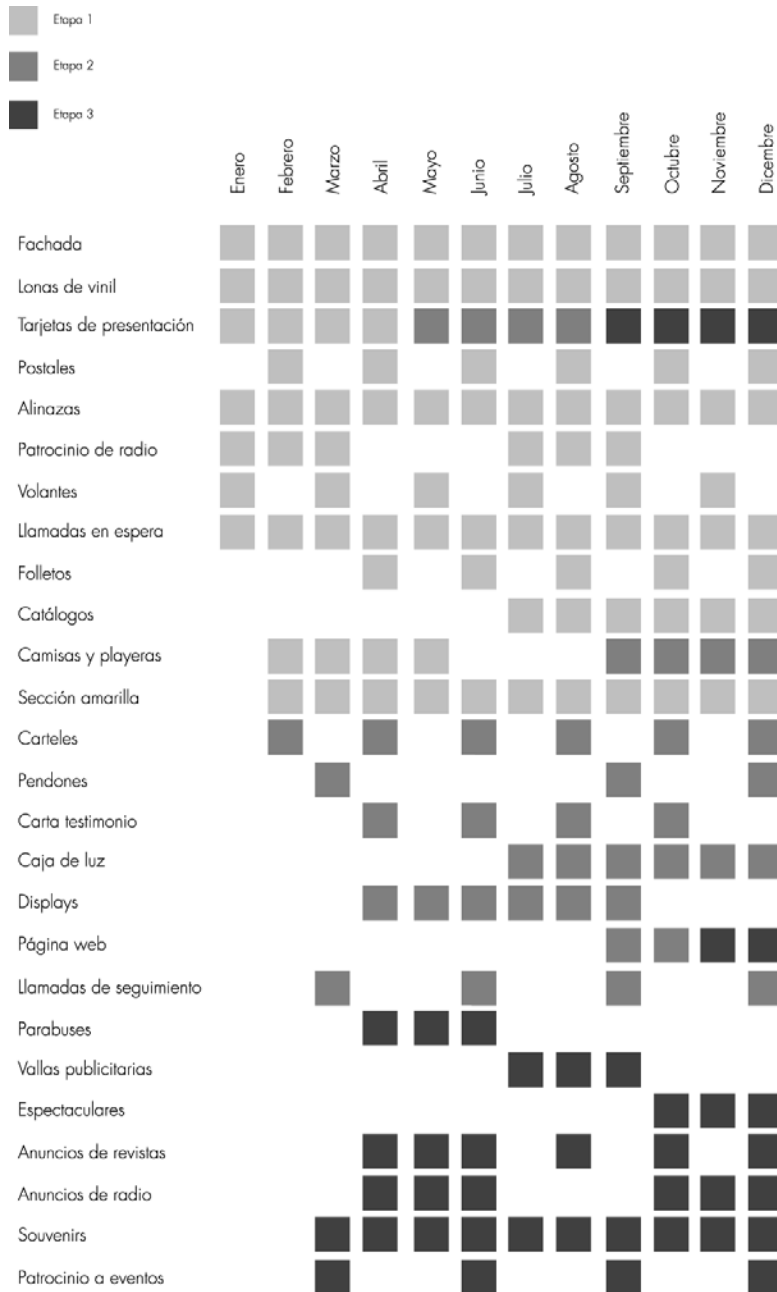 Etapa 1
Etapa 2
Etapa 3
Enero
Febrero
Marzo
Abril
Mayo
Junio
Julio
Agosto
Septiembre
Octubre
Noviembre
Dicembre
Fachada
Lonas de vinil
Tarjetas de presentación
Postales
Alinazas
Patrocinio de radio
Volantes
Llamadas en espera
Folletos
Catálogos
Camisas y playeras
Sección amarilla
Carteles
Pendones
Carta testimonio
Caja de luz
Displays
Página web
Llamadas de seguimiento
Parabuses
Vallas publicitarias
Espectaculares
Anuncios de revistas
Anuncios de radio
Souvenirs
Patrocinio a eventos